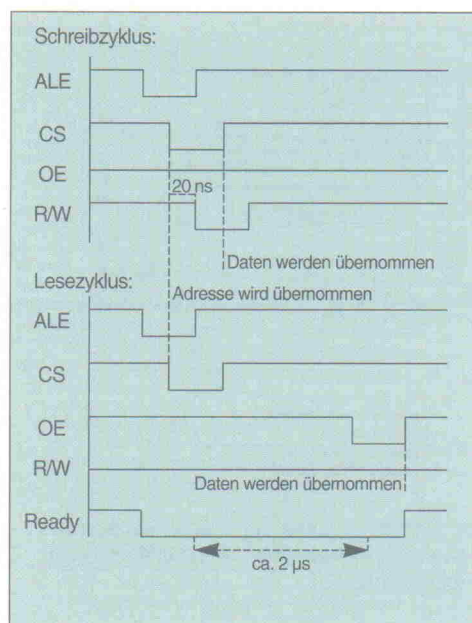 Schreibzyklus:
ALE
CS
OE
20 ns
R/W
Daten werden übernommen
Lesezyklus:
Adresse wird übernommen
ALE
CS
OE
R/W
Daten werden übernommen
Ready
ca. 2 µs